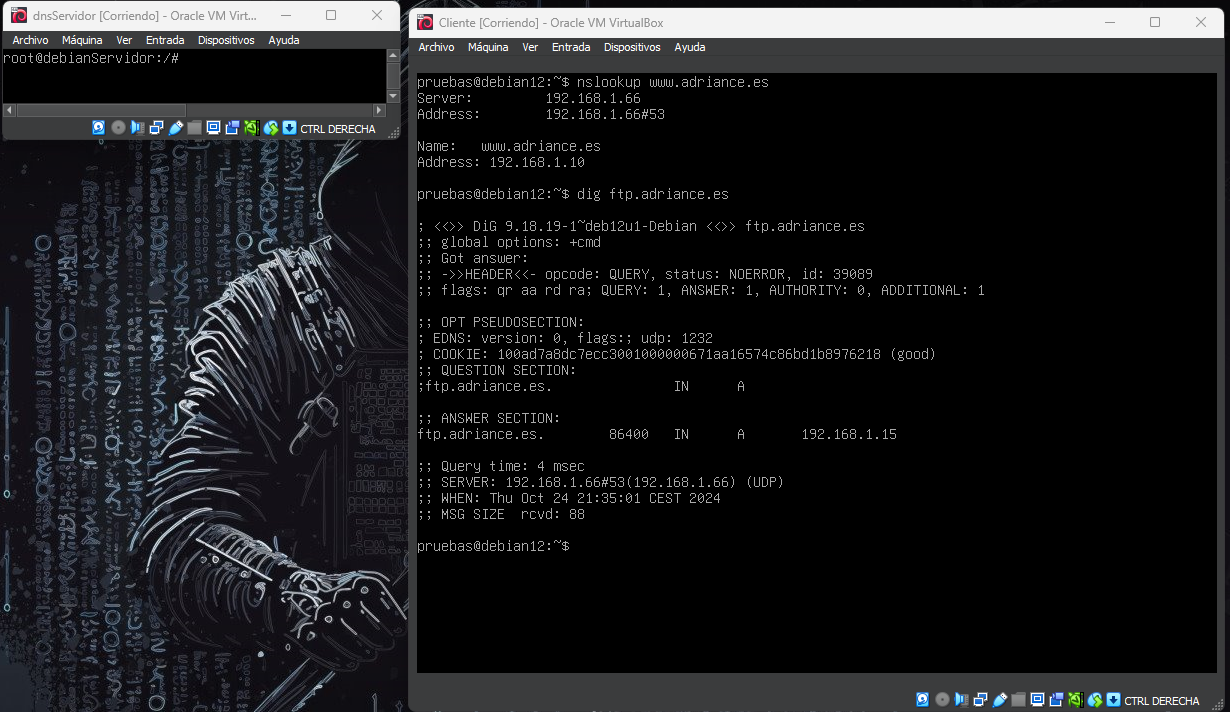 dnsServidor [Corriendo] - Oracle VM Virt...
Archivo Máquina Ver Entrada Dispositivos Ayuda
root@debianServidor:/#
CTRL DERECHA
Cliente [Corriendo] - Oracle VM VirtualBox
Archivo Máquina Ver Entrada Dispositivos Ayuda
pruebas@debian12:~$ nslookup www.adriance.es
Server: 192.168.1.66
Address: 192.168.1.66#53
Name: www.adriance.es
Address: 192.168.1.10
pruebas@debian12:~$ dig ftp.adriance.es
; <<>> DiG 9.18.19-1~deb12u1-Debian <<>> ftp.adriance.es
;; global options: +cmd
;; Got answer:
;; ->>HEADER<<- opcode: QUERY, status: NOERROR, id: 39089
;; flags: qr aa rd ra; QUERY: 1, ANSWER: 1, AUTHORITY: 0, ADDITIONAL: 1
;; OPT PSEUDOSECTION:
; EDNS: version: 0, flags:; udp: 1232
; COOKIE: 100ad7a8dc7ecc3001000000671aa16574c86bd1b8976218 (good)
;; QUESTION SECTION:
;ftp.adriance.es. IN A
;; ANSWER SECTION:
ftp.adriance.es. 86400 IN A 192.168.1.15
;; Query time: 4 msec
;; SERVER: 192.168.1.66#53(192.168.1.66) (UDP)
;; WHEN: Thu Oct 24 21:35:01 CEST 2024
;; MSG SIZE rcvd: 88
pruebas@debian12:~$
CTRL DERECHA